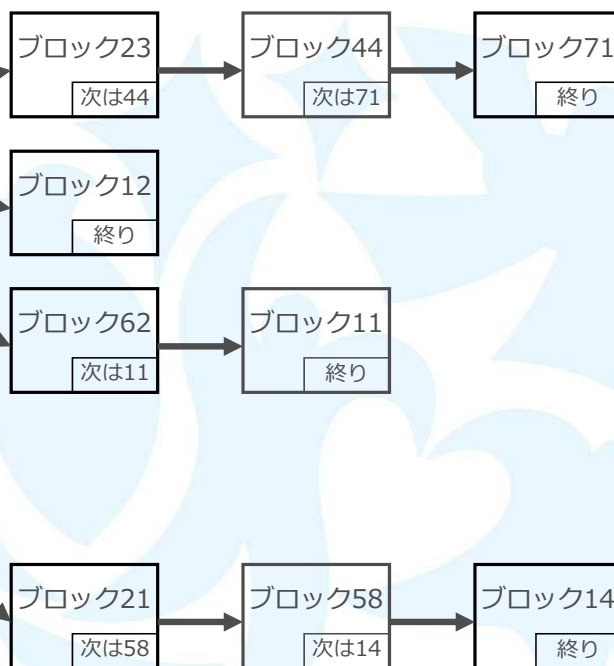 ブロック23
次は44
ブロック44
次は71
ブロック71
終り
ブロック12
終り
ブロック62
次は11
ブロック11
終り
ブロック21
次は58
ブロック58
次は14
ブロック14
終り